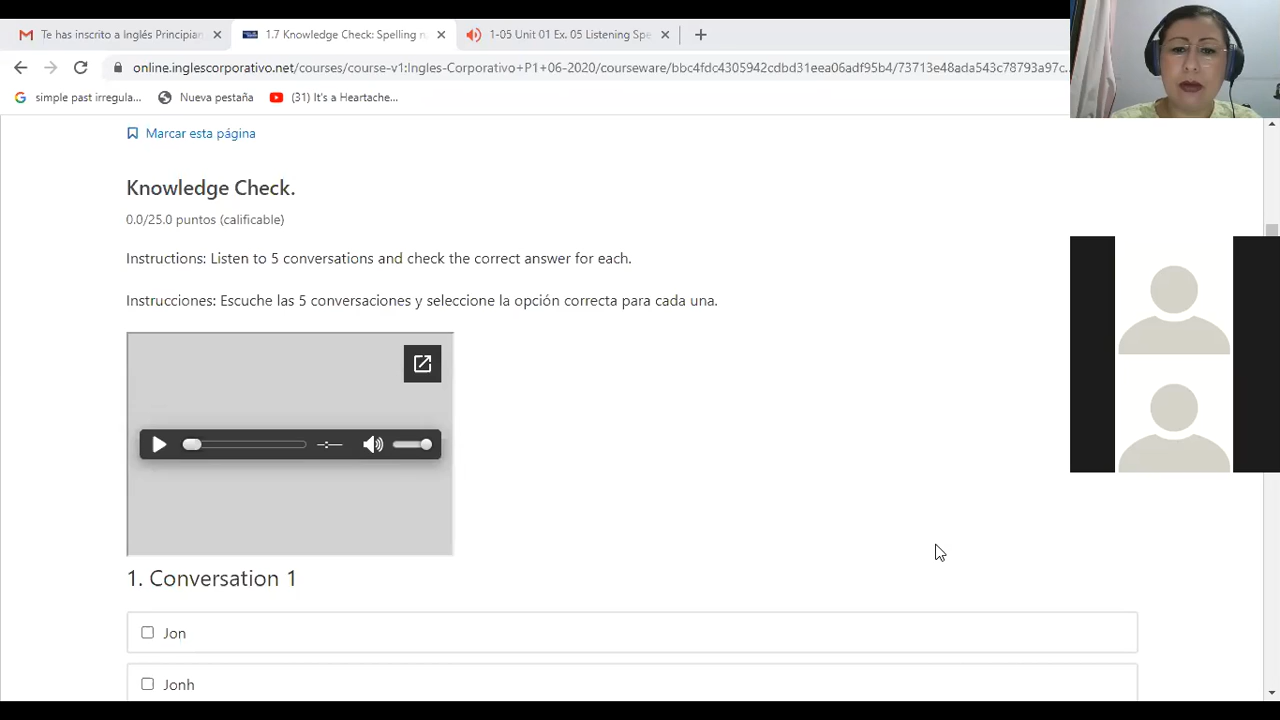 Te has inscrito a Inglés Principian
1.7 Knowledge Check: Spelling n
1-05 Unit 01 Ex. 05 Listening Spe
online.inglescorporativo.net/courses/course-v1:Ingles-Corporativo+P1+06-2020/courseware/bbc4fdc4305942cdbd31eea06adf95b4/73713e48ada543c78793a97c...
simple past irregula...
Nueva pestaña
(31) It's a Heartache...
Marcar esta página
Knowledge Check.
0.0/25.0 puntos (calificable)
Instructions: Listen to 5 conversations and check the correct answer for each.
Instrucciones: Escuche las 5 conversaciones y seleccione la opción correcta para cada una.
-:--
1. Conversation 1
Jon
Jonh